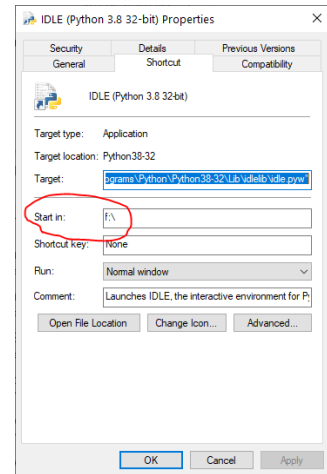 IDLE (Python 3.8 32-bit) Properties
Security Details Previous Versions
General Shortcut Compatibility
IDLE (Python 3.8 32-bit)
Target type: Application
Target location: Python38-32
Target: ograms\Python\Python38-32\Lib\idlelib\idle.pyw"
Start in: f:\
Shortcut key: None
Run: Normal window
Comment: Launches IDLE, the interactive environment for P
Open File Location Change Icon... Advanced...
OK Cancel Apply